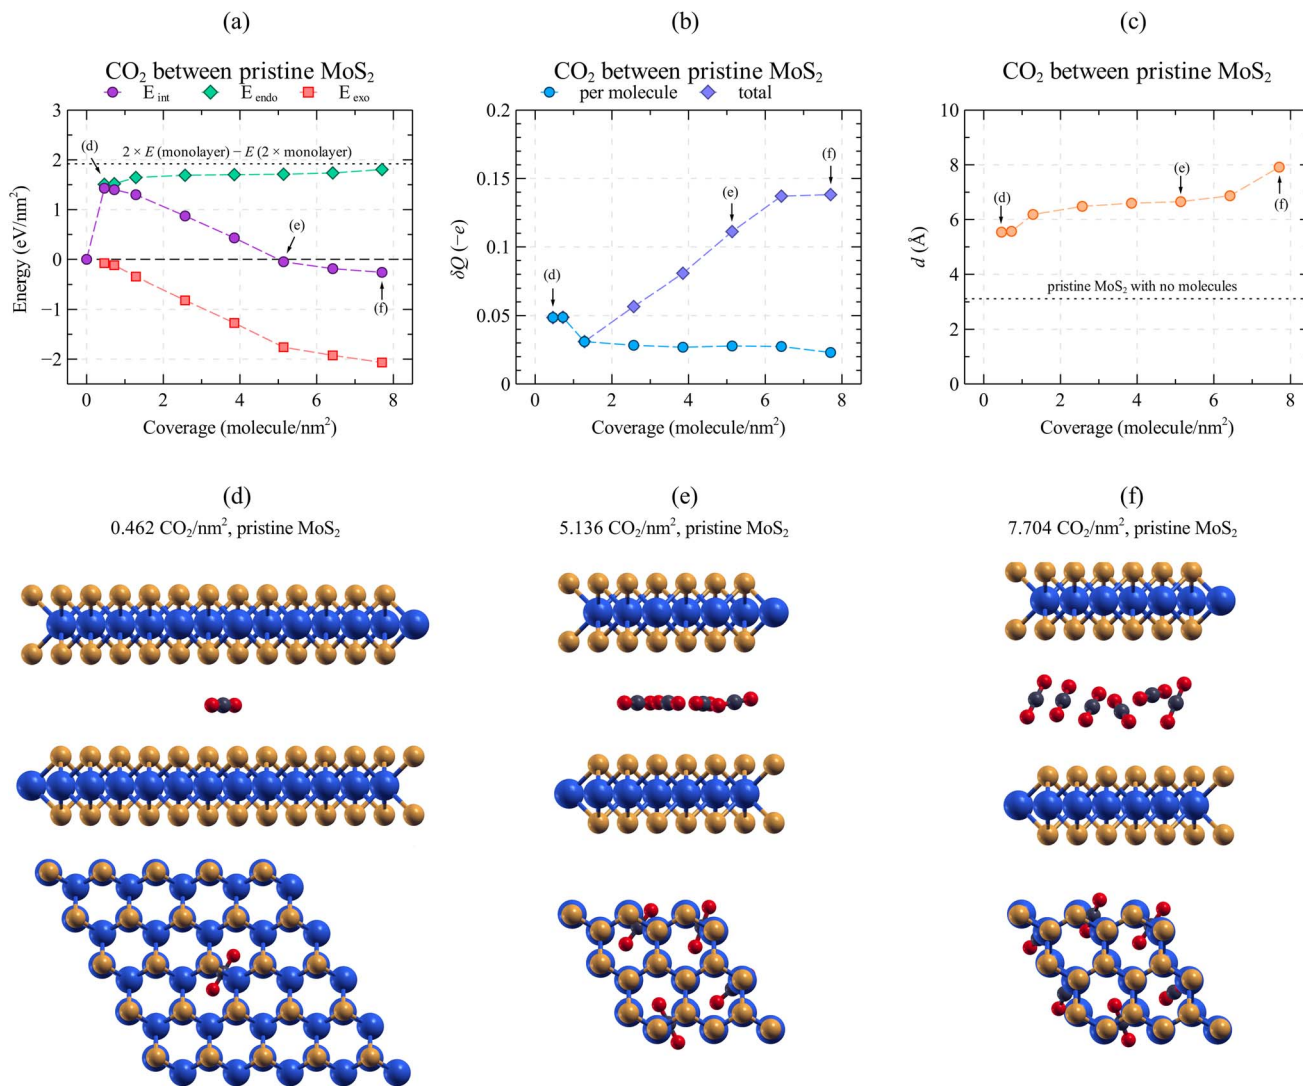 (a)
CO₂ between pristine MoS₂
E int E endo E exo
(d)
2 × E (monolayer) − E (2 × monolayer)
(e)
(f)
3
2
1
0
−1
−2
Energy (eV/nm²)
0 2 4 6 8
Coverage (molecule/nm²)
(b)
CO₂ between pristine MoS₂
per molecule total
(d)
(e)
(f)
0.2
0.15
0.1
0.05
0
δQ (−e)
0 2 4 6 8
Coverage (molecule/nm²)
(c)
CO₂ between pristine MoS₂
(d)
(e)
(f)
pristine MoS₂ with no molecules
10
8
6
4
2
0
d (Å)
0 2 4 6 8
Coverage (molecule/nm²)
(d)
0.462 CO₂/nm², pristine MoS₂
(e)
5.136 CO₂/nm², pristine MoS₂
(f)
7.704 CO₂/nm², pristine MoS₂